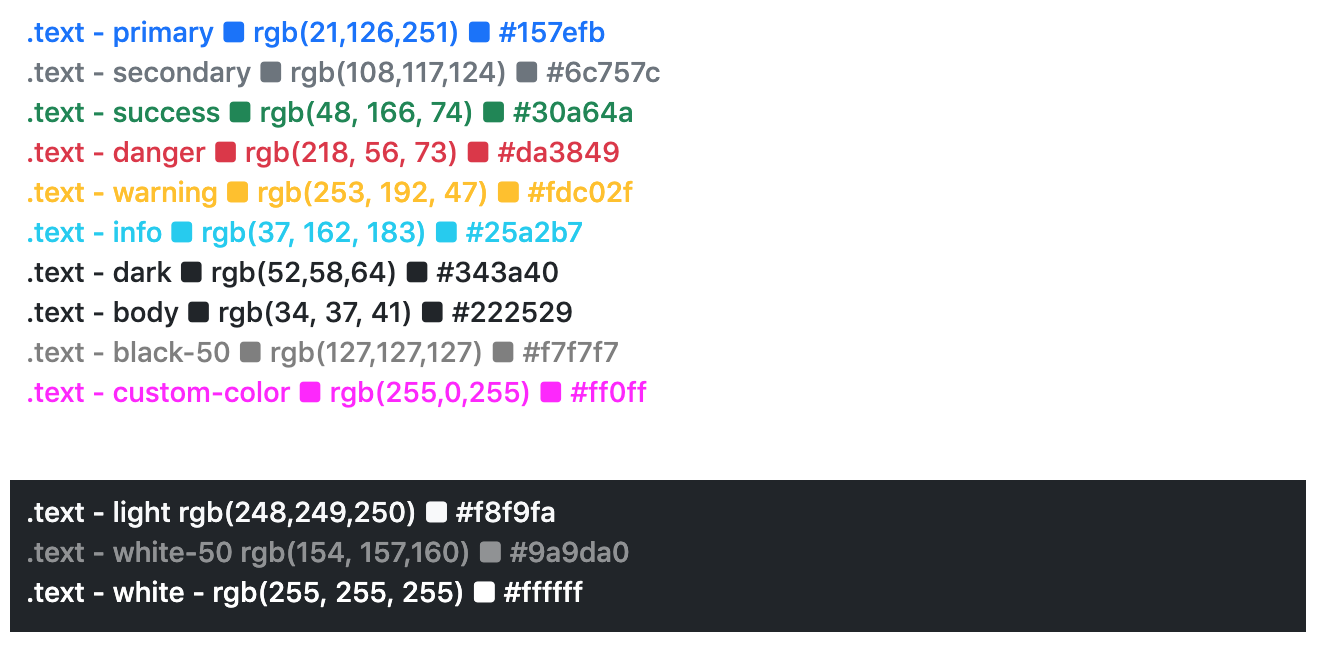 .text - primary rgb(21,126,251) #157efb
.text - secondary rgb(108,117,124) #6c757c
.text - success rgb(48, 166, 74) #30a64a
.text - danger rgb(218, 56, 73) #da3849
.text - warning rgb(253, 192, 47) #fdc02f
.text - info rgb(37, 162, 183) #25a2b7
.text - dark rgb(52,58,64) #343a40
.text - body rgb(34, 37, 41) #222529
.text - black-50 rgb(127,127,127) #f7f7f7
.text - custom-color rgb(255,0,255) #ff0ff
.text - light rgb(248,249,250) #f8f9fa
.text - white-50 rgb(154, 157,160) #9a9da0
.text - white - rgb(255, 255, 255) #ffffff